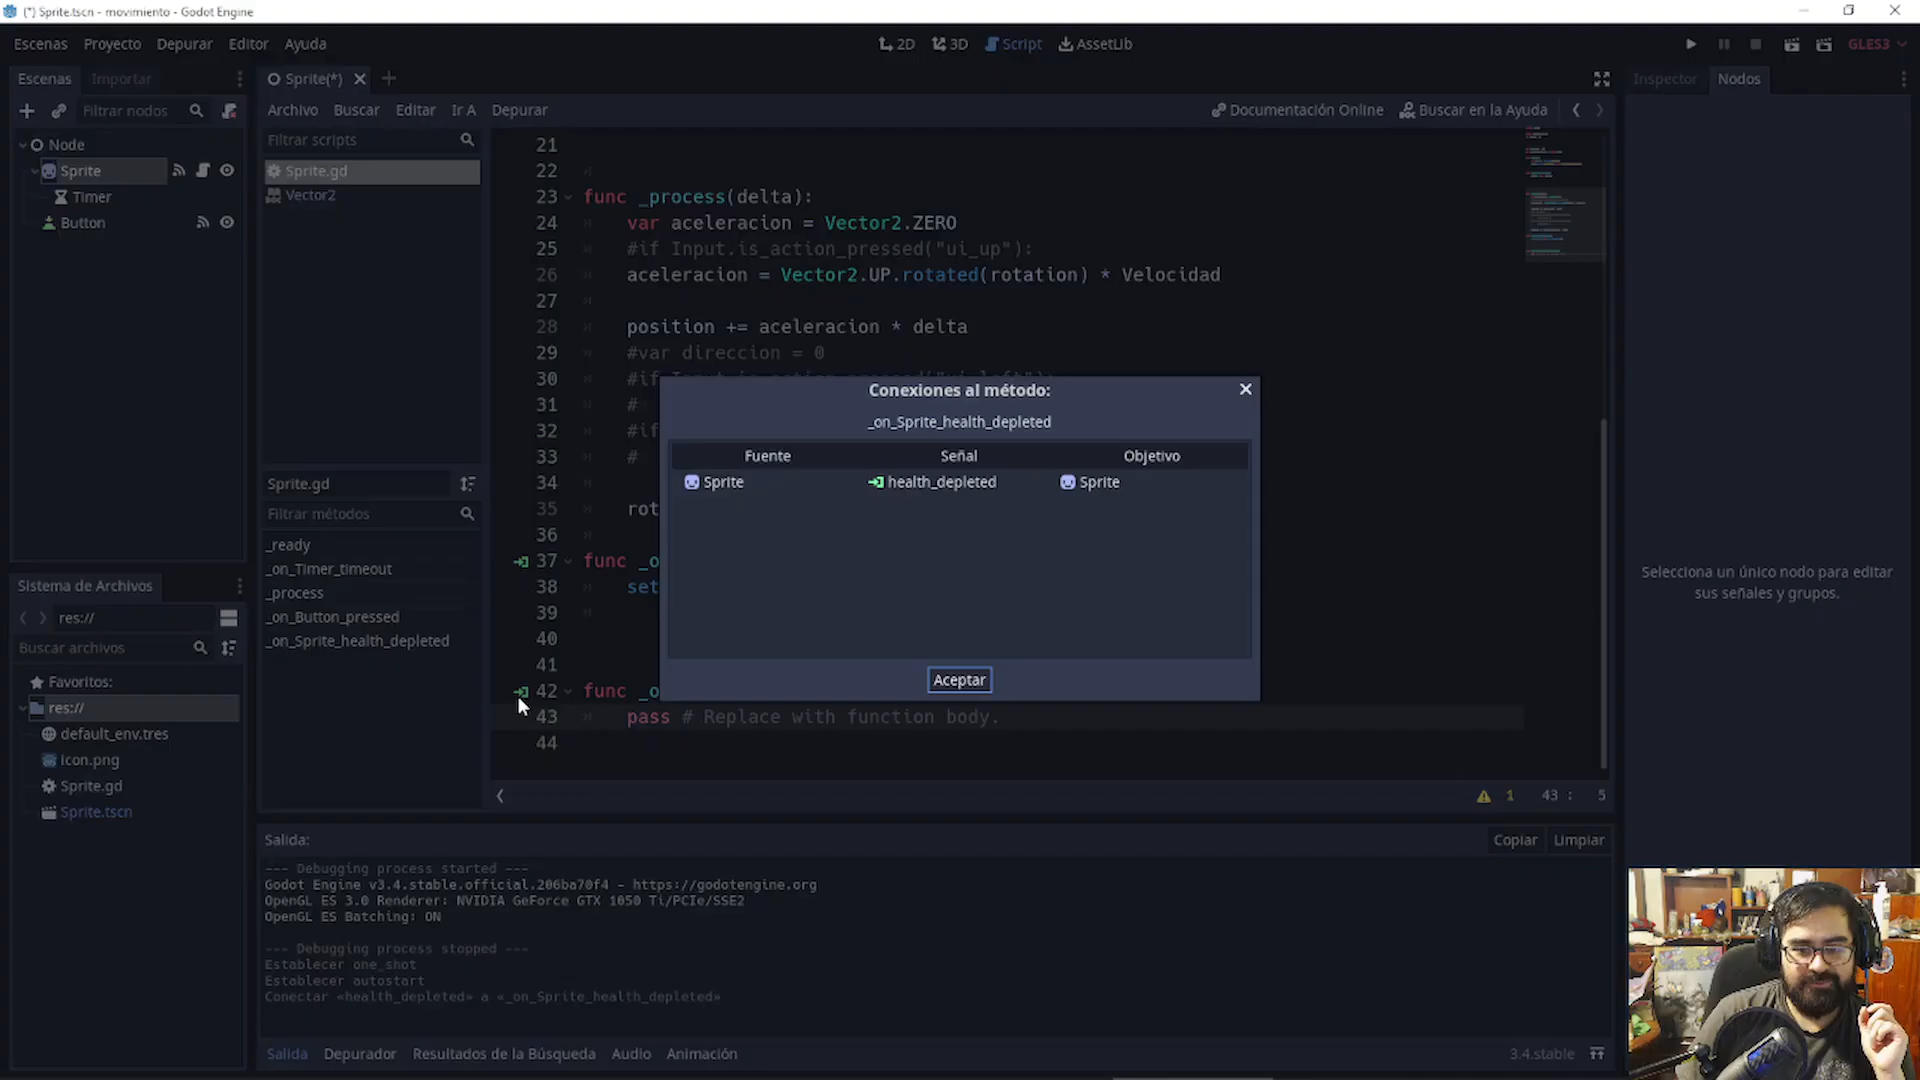 (*) Sprite.tscn - movimiento - Godot Engine
Escenas Proyecto Depurar Editor Ayuda
2D 3D Script AssetLib
GLES3
Escenas Importar
Filtrar nodos
Node
Sprite
Timer
Button
Sistema de Archivos
res://
Buscar archivos
Favoritos:
res://
default_env.tres
icon.png
Sprite.gd
Sprite.tscn
Sprite(*)
Archivo Buscar Editar Ir A Depurar
Documentación Online Buscar en la Ayuda
Filtrar scripts
Sprite.gd
Vector2
Sprite.gd
Filtrar métodos
_ready
_on_Timer_timeout
_process
_on_Button_pressed
_on_Sprite_health_depleted
21
22
23 func _process(delta):
24 var aceleracion = Vector2.ZERO
25 #if Input.is_action_pressed("ui_up"):
26 aceleracion = Vector2.UP.rotated(rotation) * Velocidad
27
28 position += aceleracion * delta
29 #var direccion = 0
30 #if Input.is_action_pressed("ui_left"):
31 #
32 #if
33 #
34
35 rot
36
37 func _o
38 set
39
40
41
42 func _o
43 pass # Replace with function body.
44
1 43 : 5
Conexiones al método:
_on_Sprite_health_depleted
Fuente Señal Objetivo
Sprite health_depleted Sprite
Aceptar
Salida:
Copiar Limpiar
--- Debugging process started ---
Godot Engine v3.4.stable.official.206ba70f4 - https://godotengine.org
OpenGL ES 3.0 Renderer: NVIDIA GeForce GTX 1050 Ti/PCIe/SSE2
OpenGL ES Batching: ON
--- Debugging process stopped ---
Establecer one_shot
Establecer autostart
Conectar «health_depleted» a «_on_Sprite_health_depleted»
Salida Depurador Resultados de la Búsqueda Audio Animación
3.4.stable
Inspector Nodos
Selecciona un único nodo para editar
sus señales y grupos.